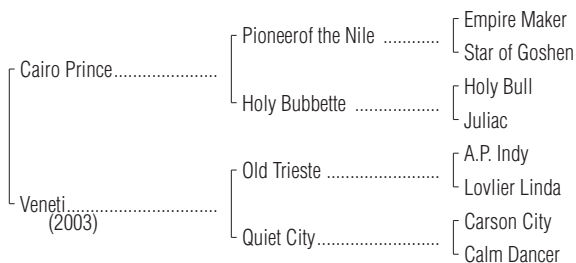 Empire Maker
Pioneerof the Nile ...........
Star of Goshen
Cairo Prince......................
Holy Bull
Holy Bubbette ..................
Juliac
A.P. Indy
Old Trieste ........................
Lovlier Linda
Veneti................................
(2003)
Carson City
Quiet City..........................
Calm Dancer